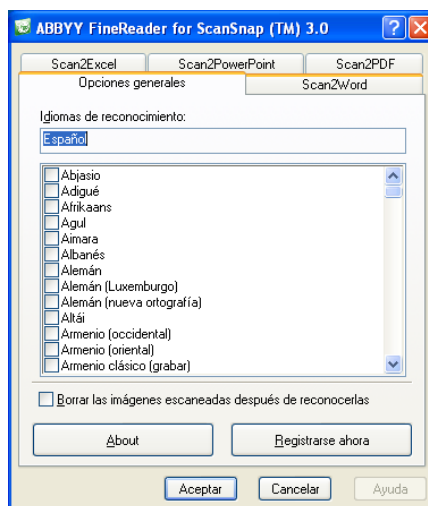 ABBYY FineReader for ScanSnap (TM) 3.0
Scan2Excel Scan2PowerPoint Scan2PDF
Opciones generales Scan2Word
Idiomas de reconocimiento:
Español
Abjasio
Adigué
Afrikaans
Agul
Aimara
Albanés
Alemán
Alemán (Luxemburgo)
Alemán (nueva ortografía)
Altái
Armenio (occidental)
Armenio (oriental)
Armenio clásico (grabar)
Borrar las imágenes escaneadas después de reconocerlas
About Registrarse ahora
Aceptar Cancelar Ayuda